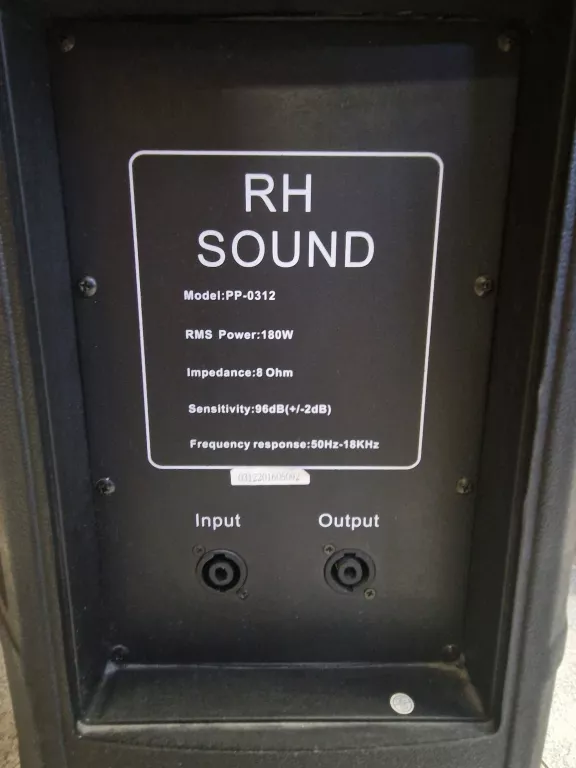 RH
SOUND
Model:PP-0312
RMS Power:180W
Impedance:8 Ohm
Sensitivity:96dB(+/-2dB)
Frequency response:50Hz-18KHz
Input Output